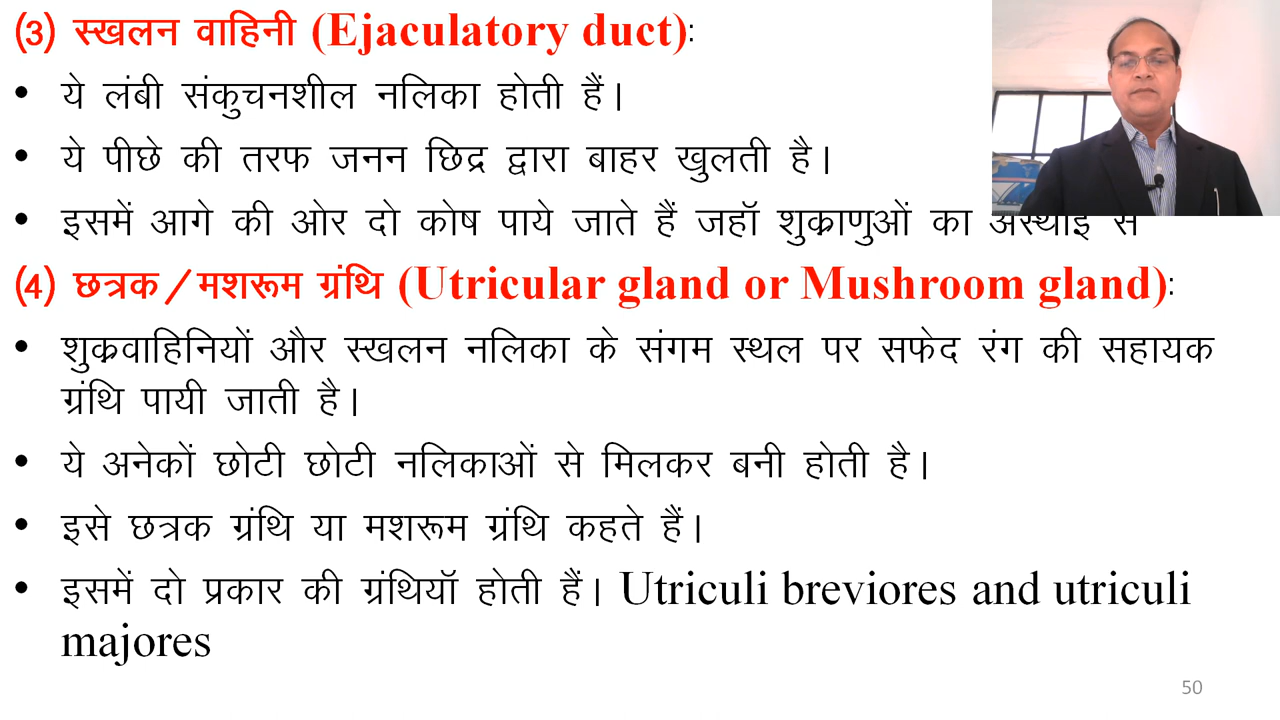 (3) स्खलन वाहिनी (Ejaculatory duct):
• ये लंबी संकुचनशील नलिका होती हैं।
• ये पीछे की तरफ जनन छिद्र द्वारा बाहर खुलती है।
• इसमें आगे की ओर दो कोष पाये जाते हैं जहॉ शुक्राणुओं का अस्थाई
(4) छत्रक/मशरूम ग्रंथि (Utricular gland or Mushroom gland):
• शुक्रवाहिनियों और स्खलन नलिका के संगम स्थल पर सफेद रंग की सहायक
ग्रंथि पायी जाती है।
• ये अनेकों छोटी छोटी नलिकाओं से मिलकर बनी होती है।
• इसे छत्रक ग्रंथि या मशरूम ग्रंथि कहते हैं।
• इसमें दो प्रकार की ग्रंथियॉ होती हैं। Utriculi breviores and utriculi
majores
50